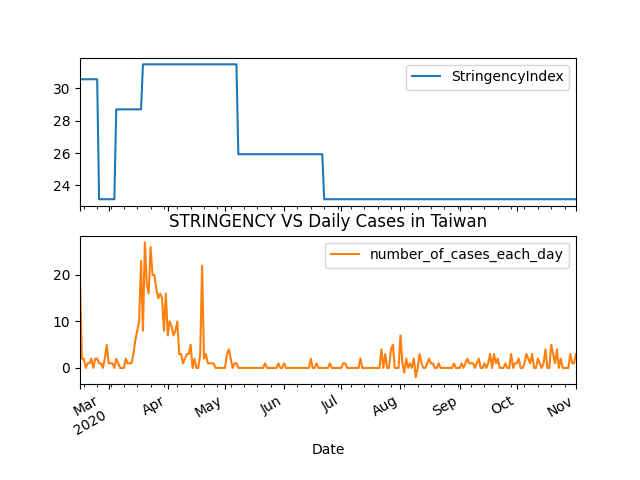 30
28
26
24
StringencyIndex
STRINGENCY VS Daily Cases in Taiwan
20
10
0
number_of_cases_each_day
Mar
2020
Apr
May
Jun
Jul
Aug
Sep
Oct
Nov
Date